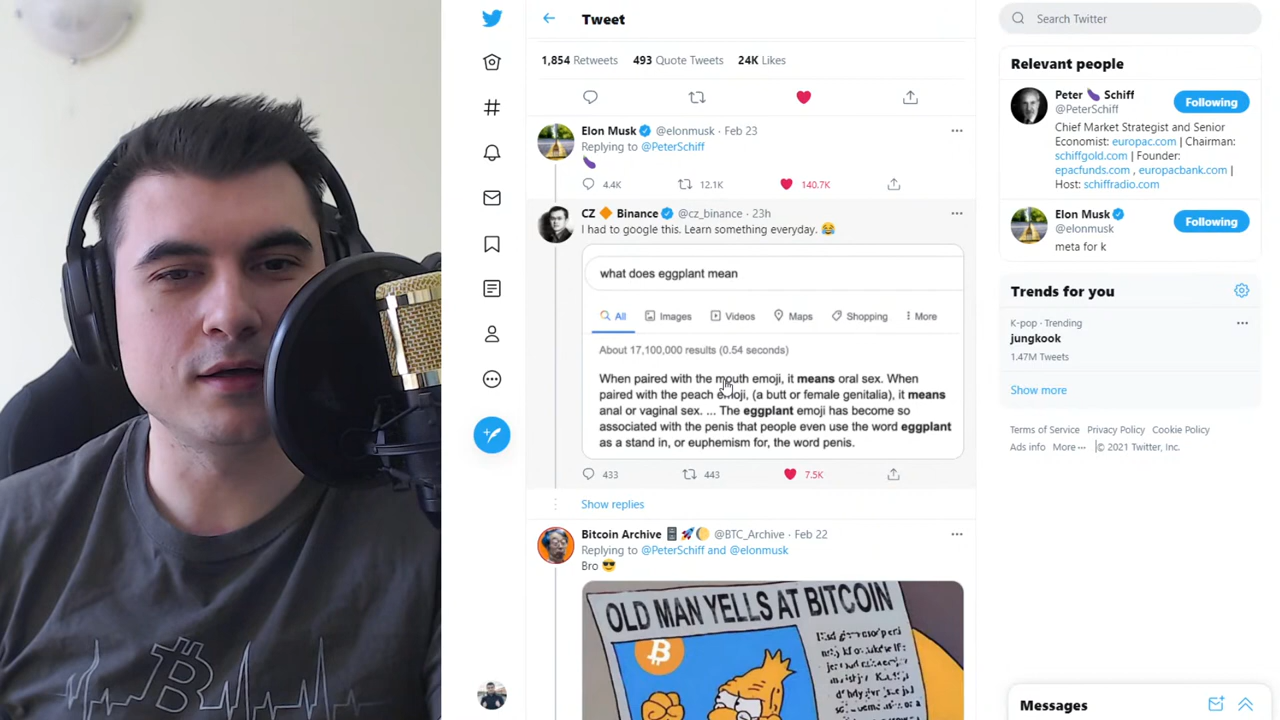 Tweet
Search Twitter
1,854 Retweets 493 Quote Tweets 24K Likes
Elon Musk @elonmusk · Feb 23
Replying to @PeterSchiff
🍆
4.4K 12.1K 140.7K
CZ 🔶 Binance @cz_binance · 23h
I had to google this. Learn something everyday. 😂
what does eggplant mean
All Images Videos Maps Shopping More
About 17,100,000 results (0.54 seconds)
When paired with the mouth emoji, it means oral sex. When
paired with the peach emoji, (a butt or female genitalia), it means
anal or vaginal sex. ... The eggplant emoji has become so
associated with the penis that people even use the word eggplant
as a stand in, or euphemism for, the word penis.
433 443 7.5K
Show replies
Bitcoin Archive 🗄🚀🌔 @BTC_Archive · Feb 22
Replying to @PeterSchiff and @elonmusk
Bro 😎
OLD MAN YELLS AT BITCOIN
Relevant people
Peter 🍆 Schiff
@PeterSchiff
Following
Chief Market Strategist and Senior
Economist: europac.com | Chairman:
schiffgold.com | Founder:
epacfunds.com , europacbank.com |
Host: schiffradio.com
Elon Musk
@elonmusk
Following
meta for k
Trends for you
K-pop · Trending
jungkook
1.47M Tweets
Show more
Terms of Service Privacy Policy Cookie Policy
Ads info More ··· © 2021 Twitter, Inc.
Messages